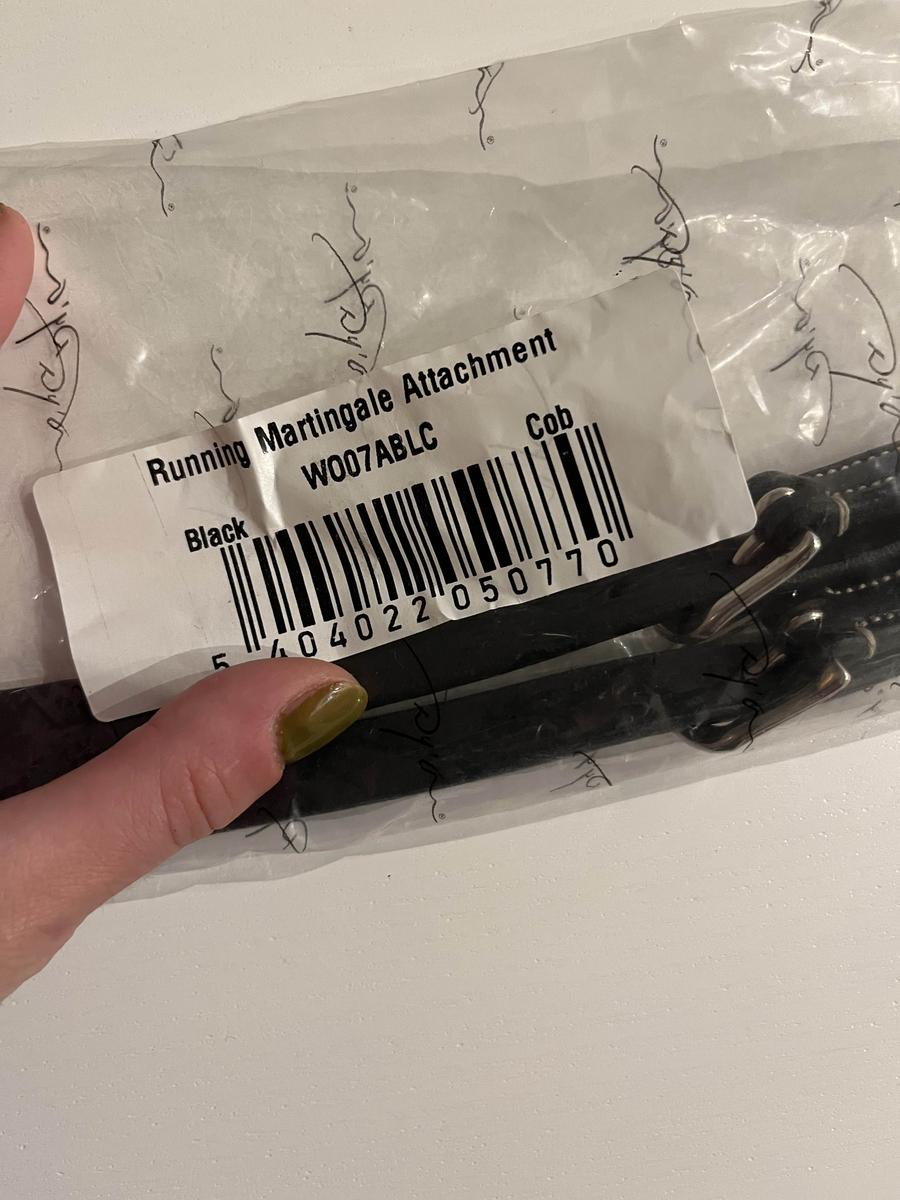 Running Martingale Attachment
W007ABLC
Black
Cob
5 404022 050770